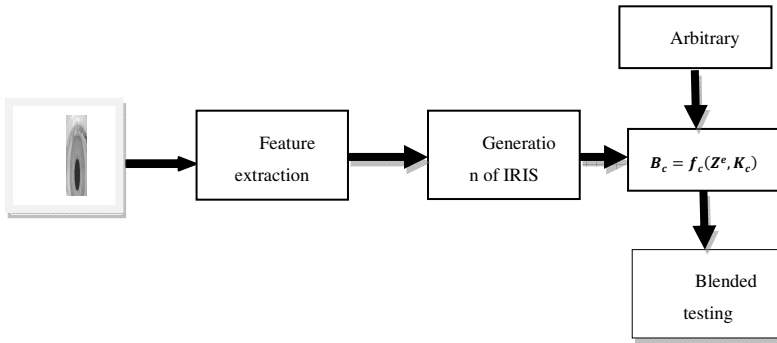 Arbitrary
Feature
extraction
Generatio
n of IRIS
B_c = f_c(Z^e, K_c)
Blended
testing